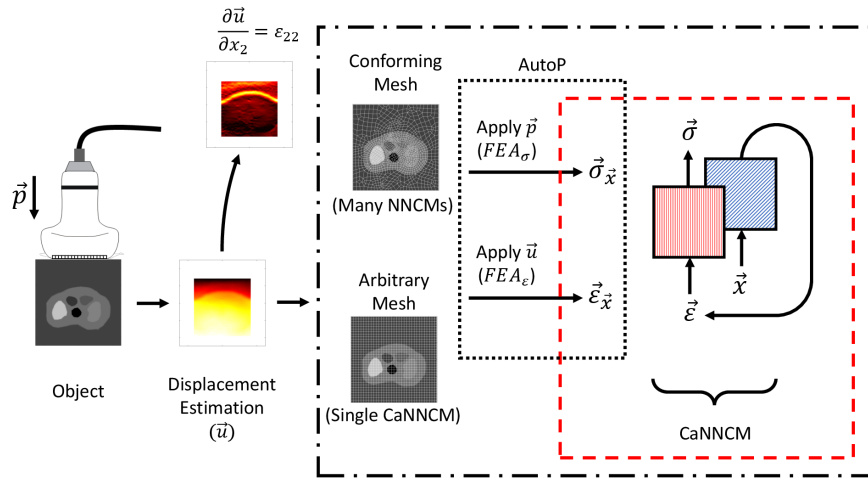 ∂u⃗/∂x₂ = ε₂₂
p⃗
Object
Displacement
Estimation
(u⃗)
Conforming
Mesh
(Many NNCMs)
Arbitrary
Mesh
(Single CaNNCM)
AutoP
Apply p⃗
(FEA_σ)
σ⃗_x⃗
Apply u⃗
(FEA_ε)
ε⃗_x⃗
σ⃗
x⃗
ε⃗
CaNNCM